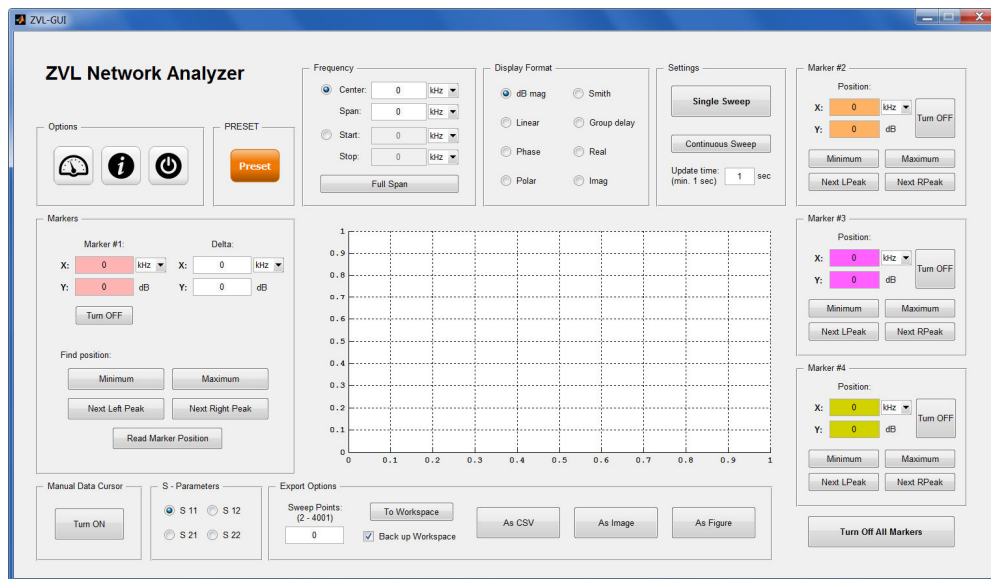 ZVL-GUI
ZVL Network Analyzer
Options
PRESET
Preset
Frequency
Center: 0 kHz
Span: 0 kHz
Start: 0 kHz
Stop: 0 kHz
Full Span
Display Format
dB mag Smith
Linear Group delay
Phase Real
Polar Imag
Settings
Single Sweep
Continuous Sweep
Update time: 1 sec
(min. 1 sec)
Marker #2
Position:
X: 0 kHz
Turn OFF
Y: 0 dB
Minimum Maximum
Next LPeak Next RPeak
Markers
Marker #1: Delta:
X: 0 kHz X: 0 kHz
Y: 0 dB Y: 0 dB
Turn OFF
Find position:
Minimum Maximum
Next Left Peak Next Right Peak
Read Marker Position
1
0.9
0.8
0.7
0.6
0.5
0.4
0.3
0.2
0.1
0
0 0.1 0.2 0.3 0.4 0.5 0.6 0.7 0.8 0.9 1
Marker #3
Position:
X: 0 kHz
Turn OFF
Y: 0 dB
Minimum Maximum
Next LPeak Next RPeak
Marker #4
Position:
X: 0 kHz
Turn OFF
Y: 0 dB
Minimum Maximum
Next LPeak Next RPeak
Manual Data Cursor
Turn ON
S - Parameters
S 11 S 12
S 21 S 22
Export Options
Sweep Points:
(2 - 4001)
0
To Workspace
Back up Workspace
As CSV
As Image
As Figure
Turn Off All Markers